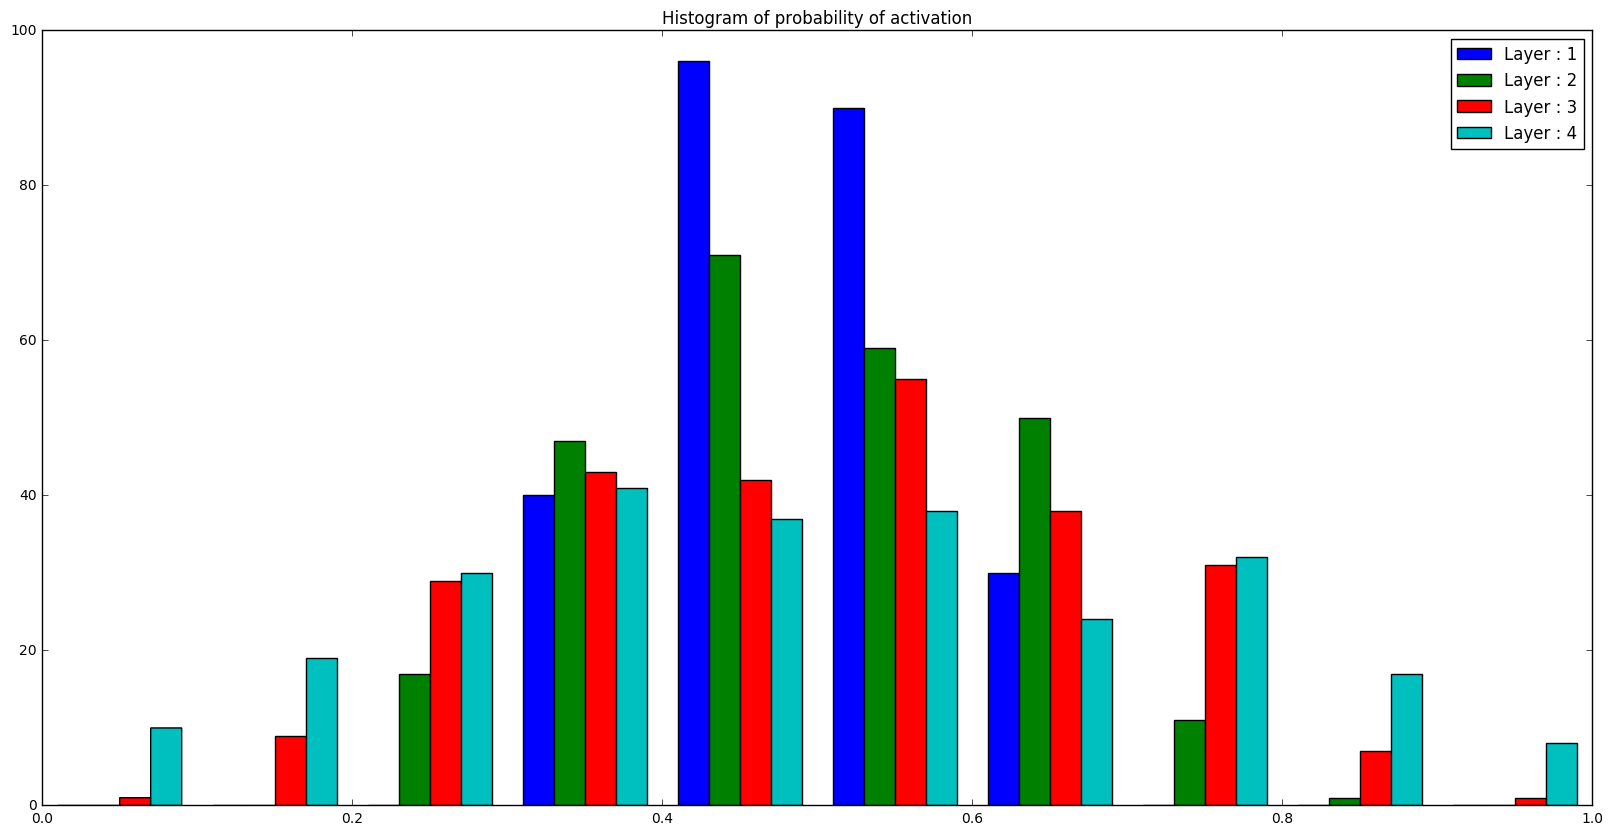 Histogram of probability of activation
100
80
60
40
20
0
0.0 0.2 0.4 0.6 0.8 1.0
Layer : 1
Layer : 2
Layer : 3
Layer : 4